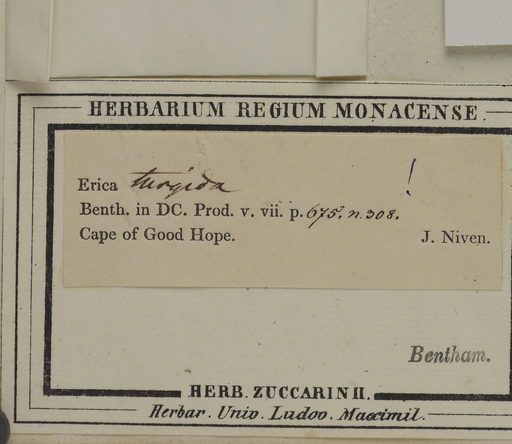 HERBARIUM REGIUM MONACENSE.
Erica turgida !
Benth. in DC. Prod. v. vii. p. 675. n. 308.
Cape of Good Hope. J. Niven.
Bentham.
HERB. ZUCCARINII.
Herbar. Univ. Ludov. Maximil.